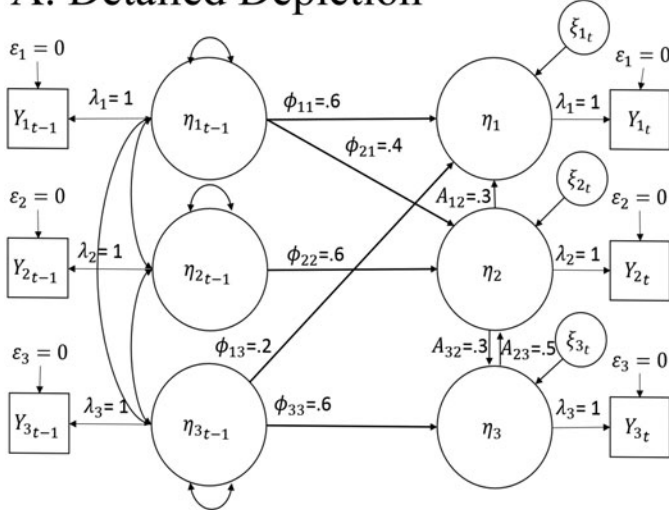 A. Detailed Depiction
ξ₁ₜ
ε₁ = 0
ε₁ = 0
λ₁= 1
η₁ₜ₋₁
ϕ₁₁=.6
η₁
λ₁= 1
Y₁ₜ₋₁
Y₁ₜ
ϕ₂₁=.4
ξ₂ₜ
A₁₂=.3
ε₂ = 0
ε₂ = 0
λ₂= 1
η₂ₜ₋₁
ϕ₂₂=.6
η₂
λ₂= 1
Y₂ₜ₋₁
Y₂ₜ
ξ₃ₜ
ϕ₁₃=.2
A₃₂=.3
A₂₃=.5
ε₃ = 0
ε₃ = 0
λ₃= 1
η₃ₜ₋₁
ϕ₃₃=.6
η₃
λ₃= 1
Y₃ₜ₋₁
Y₃ₜ